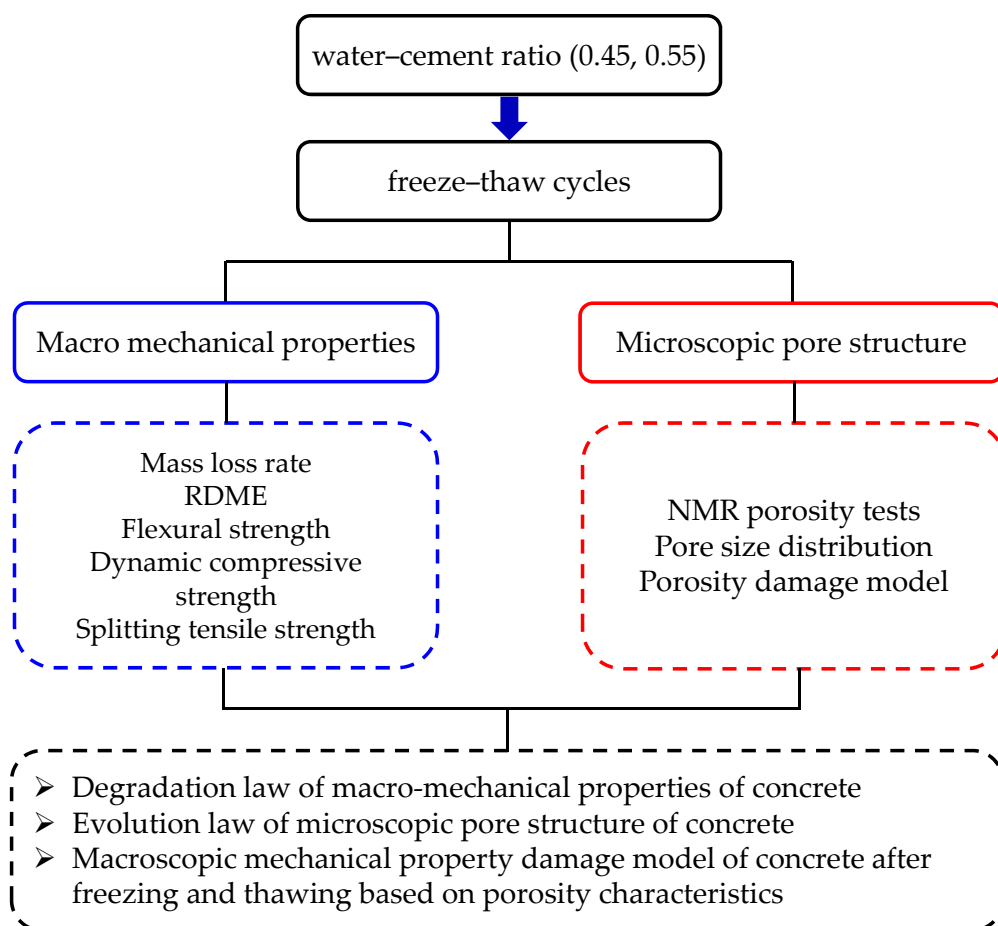 water–cement ratio (0.45, 0.55)
freeze–thaw cycles
Macro mechanical properties
Microscopic pore structure
Mass loss rate
RDME
Flexural strength
Dynamic compressive
strength
Splitting tensile strength
NMR porosity tests
Pore size distribution
Porosity damage model
➢ Degradation law of macro-mechanical properties of concrete
➢ Evolution law of microscopic pore structure of concrete
➢ Macroscopic mechanical property damage model of concrete after
freezing and thawing based on porosity characteristics